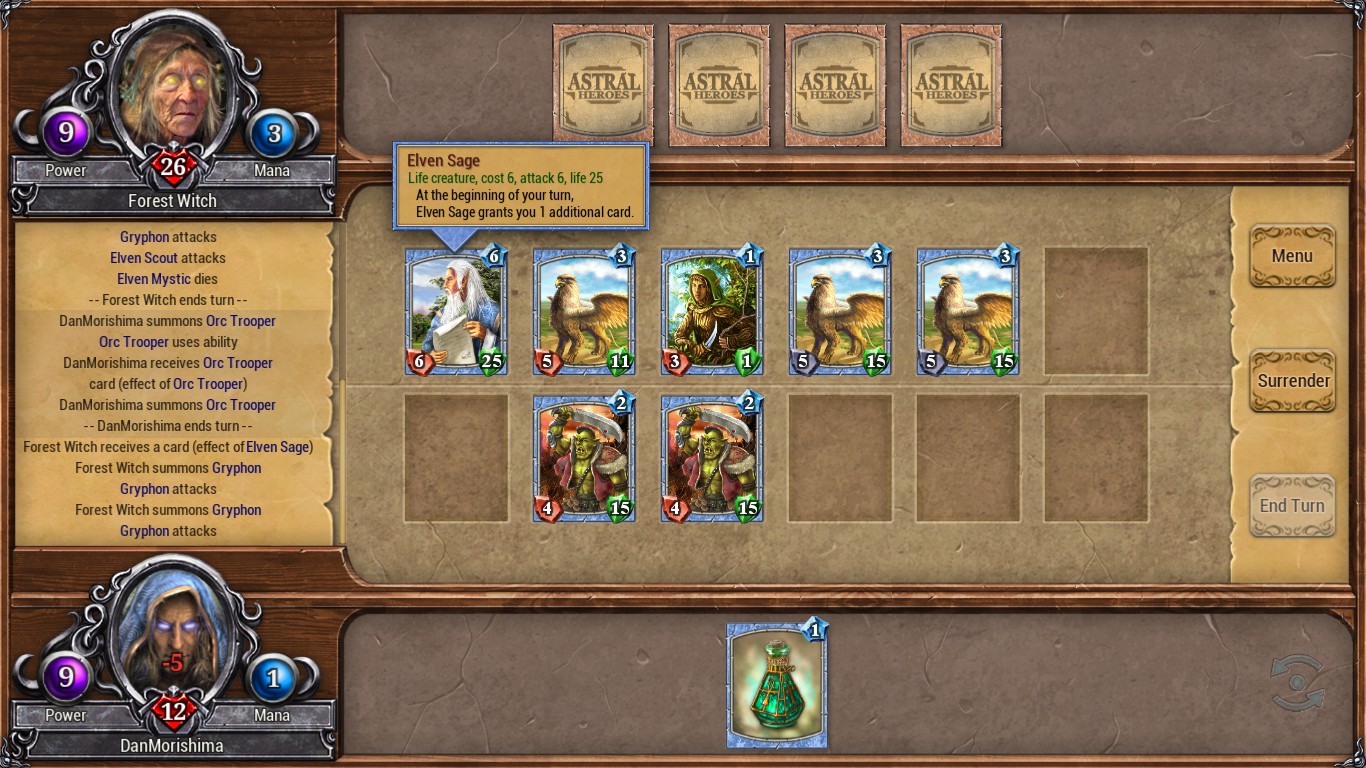 9
Power
26
3
Mana
Forest Witch
ASTRAL
HEROES
ASTRAL
HEROES
ASTRAL
HEROES
ASTRAL
HEROES
Elven Sage
Life creature, cost 6, attack 6, life 25
At the beginning of your turn,
Elven Sage grants you 1 additional card.
Gryphon attacks
Elven Scout attacks
Elven Mystic dies
-- Forest Witch ends turn --
DanMorishima summons Orc Trooper
Orc Trooper uses ability
DanMorishima receives Orc Trooper
card (effect of Orc Trooper)
DanMorishima summons Orc Trooper
-- DanMorishima ends turn --
Forest Witch receives a card (effect of Elven Sage)
Forest Witch summons Gryphon
Gryphon attacks
Forest Witch summons Gryphon
Gryphon attacks
6
6
25
3
5
11
1
3
1
3
5
15
3
5
15
2
4
15
2
4
15
Menu
Surrender
End Turn
9
Power
-5
12
1
Mana
DanMorishima
1